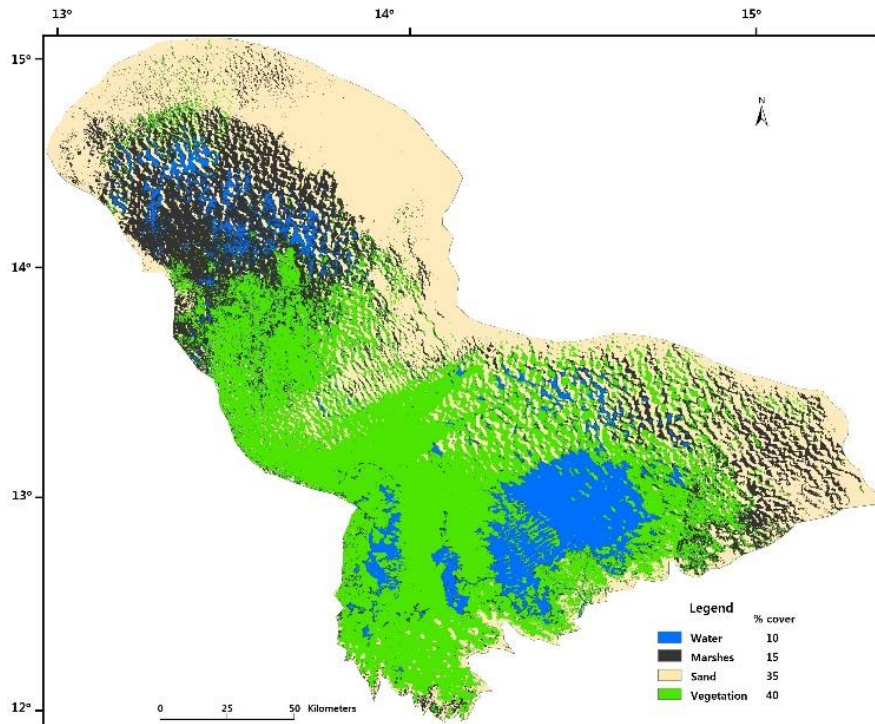 13° 14° 15°
15°
N
14°
13°
Legend
% cover
Water 10
Marshes 15
Sand 35
Vegetation 40
12°
0 25 50 Kilometers